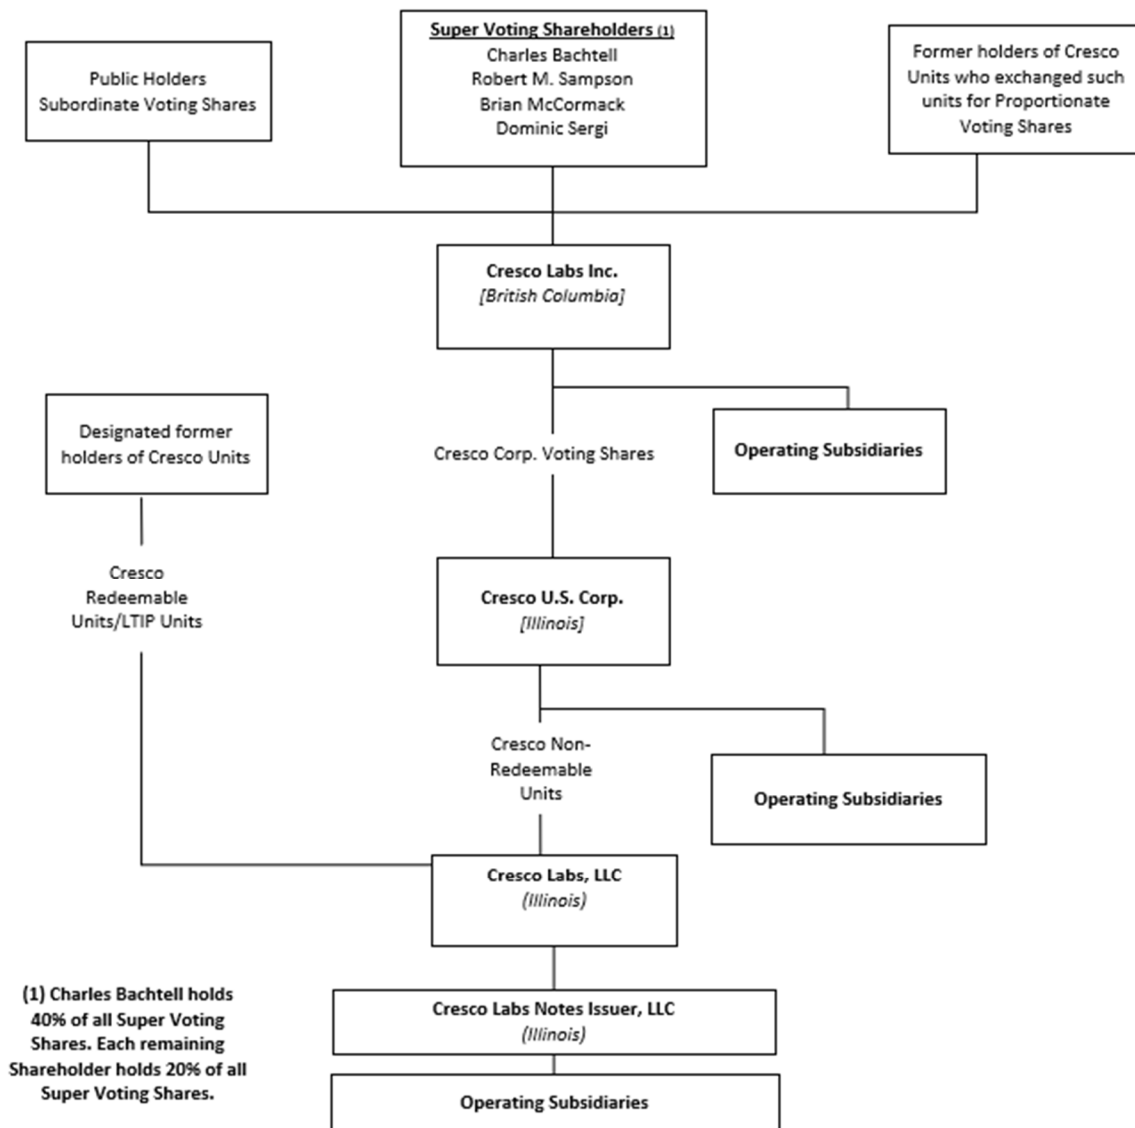 Super Voting Shareholders (1)
Charles Bachtell
Robert M. Sampson
Brian McCormack
Dominic Sergi
Public Holders
Subordinate Voting Shares
Former holders of Cresco
Units who exchanged such
units for Proportionate
Voting Shares
Cresco Labs Inc.
[British Columbia]
Designated former
holders of Cresco Units
Cresco Corp. Voting Shares
Operating Subsidiaries
Cresco
Redeemable
Units/LTIP Units
Cresco U.S. Corp.
[Illinois]
Cresco Non-
Redeemable
Units
Operating Subsidiaries
Cresco Labs, LLC
(Illinois)
(1) Charles Bachtell holds
40% of all Super Voting
Shares. Each remaining
Shareholder holds 20% of all
Super Voting Shares.
Cresco Labs Notes Issuer, LLC
(Illinois)
Operating Subsidiaries